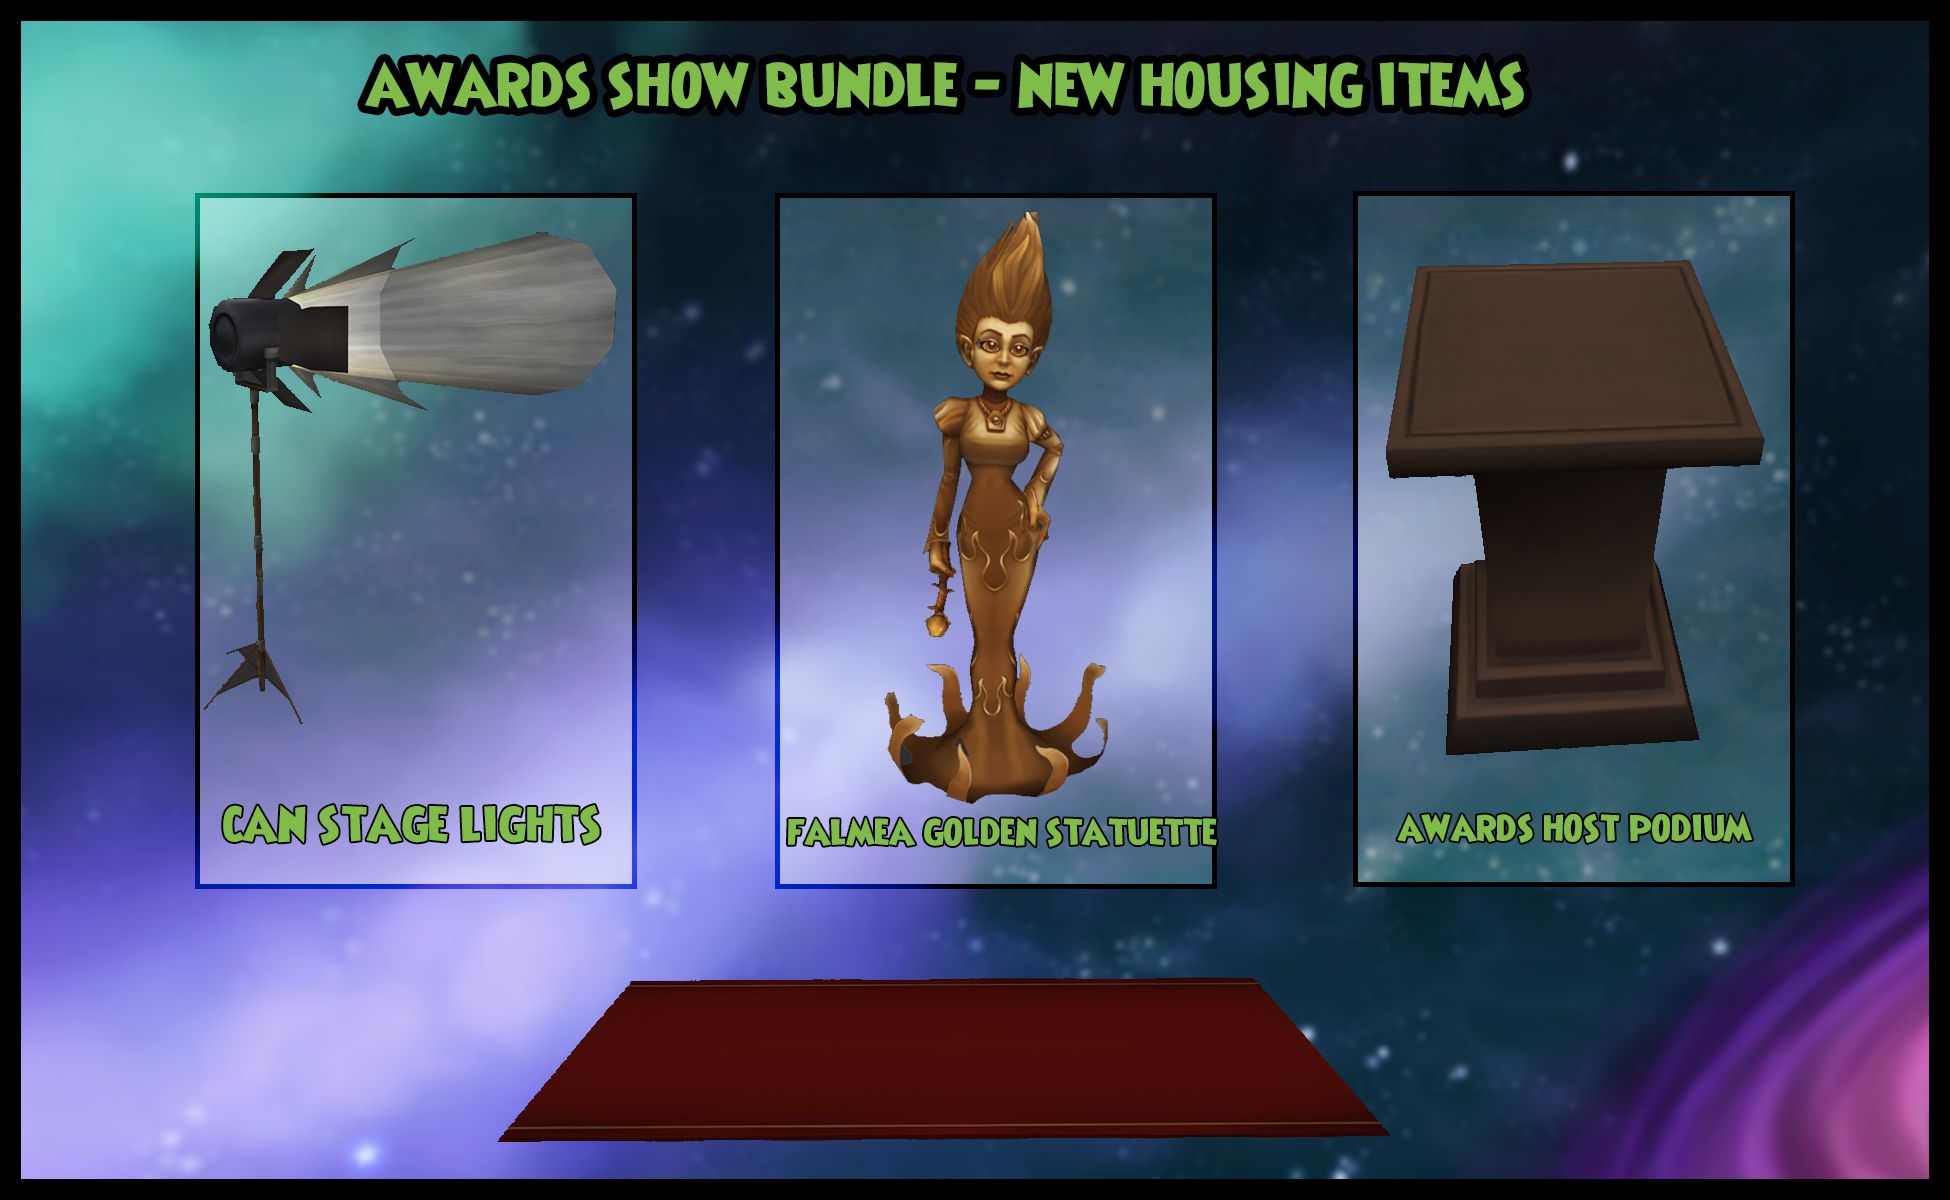 AWARDS SHOW BUNDLE - NEW HOUSING ITEMS
CAN STAGE LIGHTS
FALMEA GOLDEN STATUETTE
AWARDS HOST PODIUM